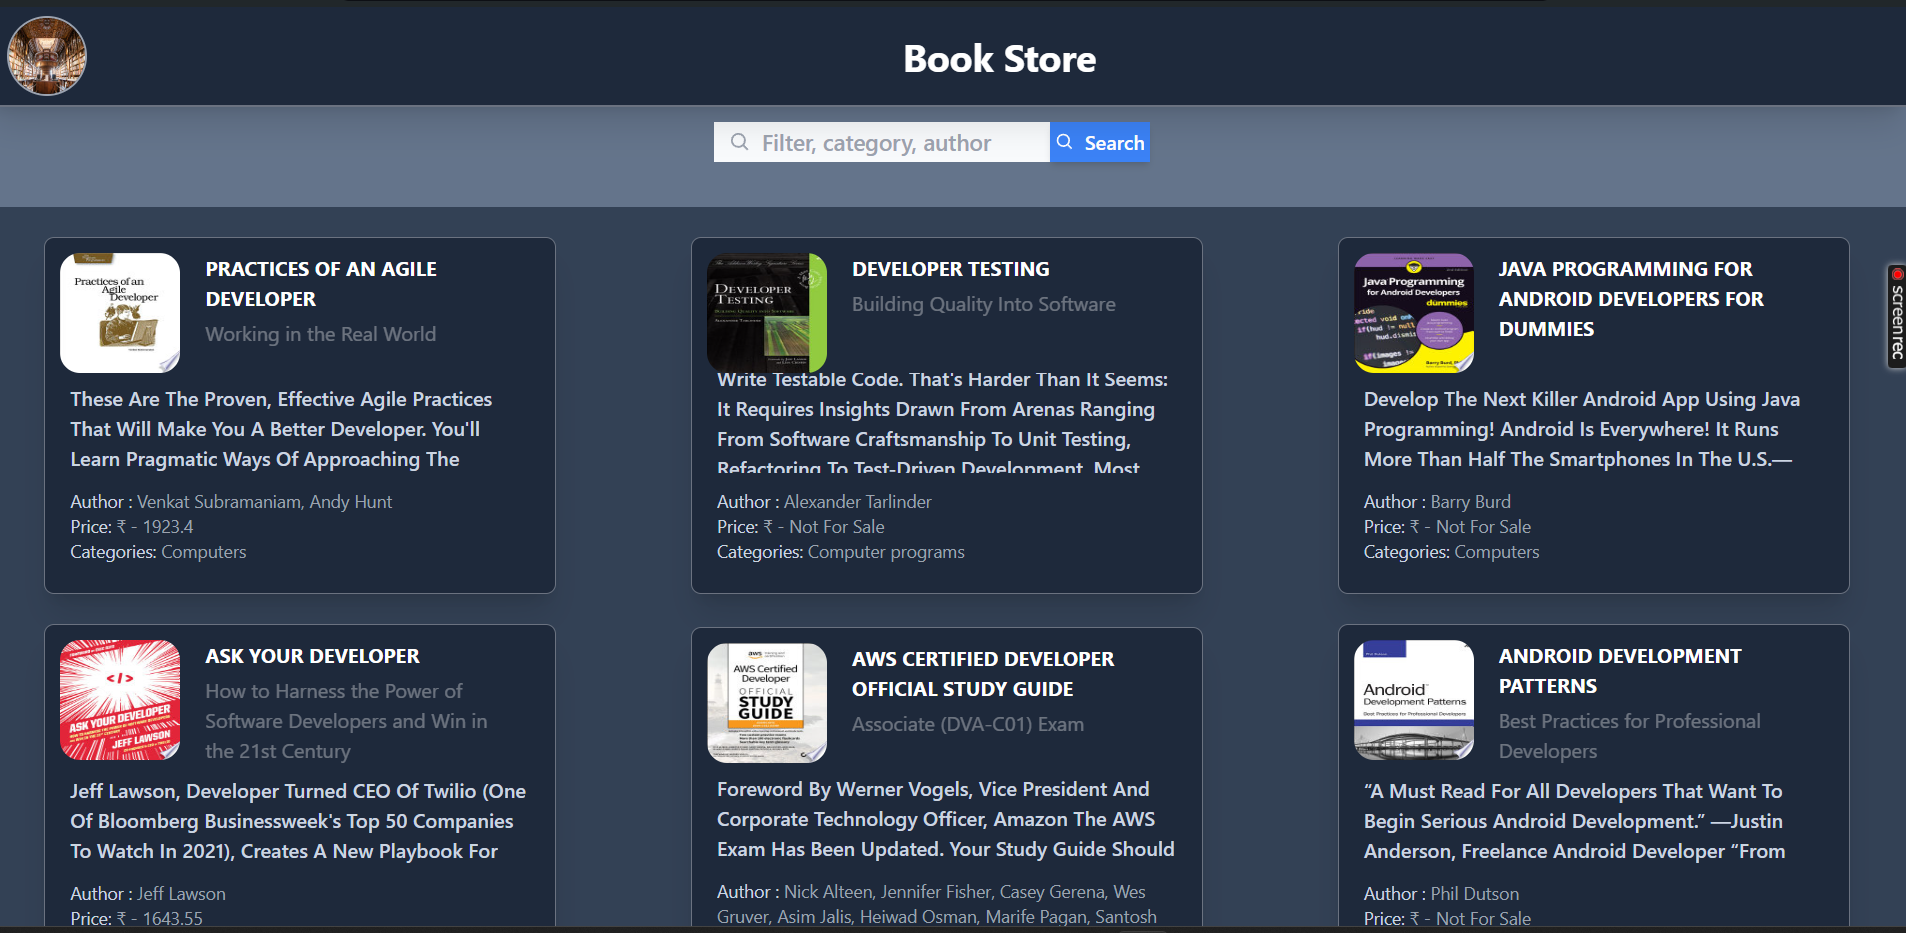 Book Store
Filter, category, author
Search
Practices of an
Agile
Developer
PRACTICES OF AN AGILE
DEVELOPER
Working in the Real World
These Are The Proven, Effective Agile Practices
That Will Make You A Better Developer. You'll
Learn Pragmatic Ways Of Approaching The
Author : Venkat Subramaniam, Andy Hunt
Price: ₹ - 1923.4
Categories: Computers
DEVELOPER
TESTING
DEVELOPER TESTING
Building Quality Into Software
Write Testable Code. That's Harder Than It Seems:
It Requires Insights Drawn From Arenas Ranging
From Software Craftsmanship To Unit Testing,
Refactoring To Test-Driven Development. Most
Author : Alexander Tarlinder
Price: ₹ - Not For Sale
Categories: Computer programs
Java Programming
for Android Developers
dummies
JAVA PROGRAMMING FOR
ANDROID DEVELOPERS FOR
DUMMIES
Develop The Next Killer Android App Using Java
Programming! Android Is Everywhere! It Runs
More Than Half The Smartphones In The U.S.—
Author : Barry Burd
Price: ₹ - Not For Sale
Categories: Computers
screenrec
</>
ASK YOUR DEVELOPER
JEFF LAWSON
ASK YOUR DEVELOPER
How to Harness the Power of
Software Developers and Win in
the 21st Century
Jeff Lawson, Developer Turned CEO Of Twilio (One
Of Bloomberg Businessweek's Top 50 Companies
To Watch In 2021), Creates A New Playbook For
Author : Jeff Lawson
Price: ₹ - 1643.55
aws
AWS Certified
Developer
OFFICIAL
STUDY
GUIDE
AWS CERTIFIED DEVELOPER
OFFICIAL STUDY GUIDE
Associate (DVA-C01) Exam
Foreword By Werner Vogels, Vice President And
Corporate Technology Officer, Amazon The AWS
Exam Has Been Updated. Your Study Guide Should
Author : Nick Alteen, Jennifer Fisher, Casey Gerena, Wes
Gruver, Asim Jalis, Heiwad Osman, Marife Pagan, Santosh
Phil Dutson
Android™
Development Patterns
Best Practices for Professional Developers
ANDROID DEVELOPMENT
PATTERNS
Best Practices for Professional
Developers
“A Must Read For All Developers That Want To
Begin Serious Android Development.” —Justin
Anderson, Freelance Android Developer “From
Author : Phil Dutson
Price: ₹ - Not For Sale